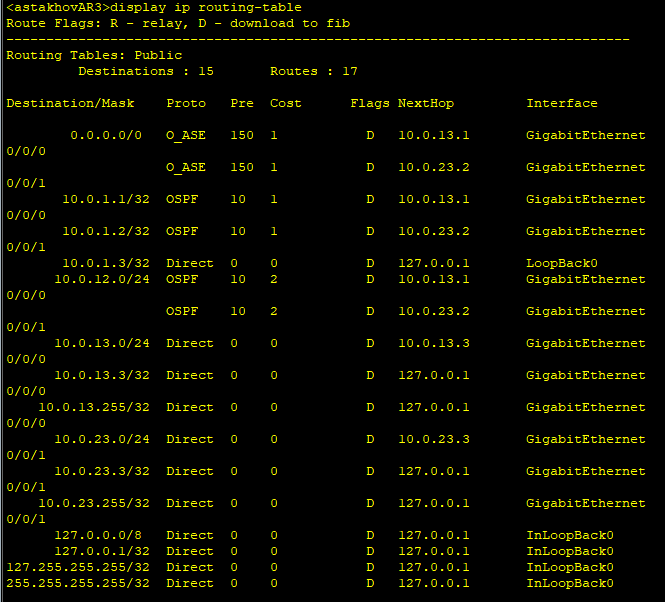 <astakhovAR3>display ip routing-table
Route Flags: R - relay, D - download to fib
------------------------------------------------------------------------------
Routing Tables: Public
         Destinations : 15       Routes : 17

Destination/Mask    Proto   Pre  Cost      Flags NextHop         Interface

        0.0.0.0/0   O_ASE   150  1           D   10.0.13.1       GigabitEthernet
0/0/0
                    O_ASE   150  1           D   10.0.23.2       GigabitEthernet
0/0/1
       10.0.1.1/32  OSPF    10   1           D   10.0.13.1       GigabitEthernet
0/0/0
       10.0.1.2/32  OSPF    10   1           D   10.0.23.2       GigabitEthernet
0/0/1
       10.0.1.3/32  Direct  0    0           D   127.0.0.1       LoopBack0
      10.0.12.0/24  OSPF    10   2           D   10.0.13.1       GigabitEthernet
0/0/0
                    OSPF    10   2           D   10.0.23.2       GigabitEthernet
0/0/1
      10.0.13.0/24  Direct  0    0           D   10.0.13.3       GigabitEthernet
0/0/0
      10.0.13.3/32  Direct  0    0           D   127.0.0.1       GigabitEthernet
0/0/0
    10.0.13.255/32  Direct  0    0           D   127.0.0.1       GigabitEthernet
0/0/0
      10.0.23.0/24  Direct  0    0           D   10.0.23.3       GigabitEthernet
0/0/1
      10.0.23.3/32  Direct  0    0           D   127.0.0.1       GigabitEthernet
0/0/1
    10.0.23.255/32  Direct  0    0           D   127.0.0.1       GigabitEthernet
0/0/1
      127.0.0.0/8   Direct  0    0           D   127.0.0.1       InLoopBack0
      127.0.0.1/32  Direct  0    0           D   127.0.0.1       InLoopBack0
127.255.255.255/32  Direct  0    0           D   127.0.0.1       InLoopBack0
255.255.255.255/32  Direct  0    0           D   127.0.0.1       InLoopBack0